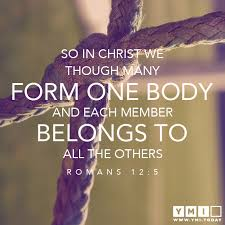 SO IN CHRIST WE
THOUGH MANY
FORM ONE BODY
AND EACH MEMBER
BELONGS TO
ALL THE OTHERS
ROMANS 12:5
YMI
WWW.YMI.TODAY